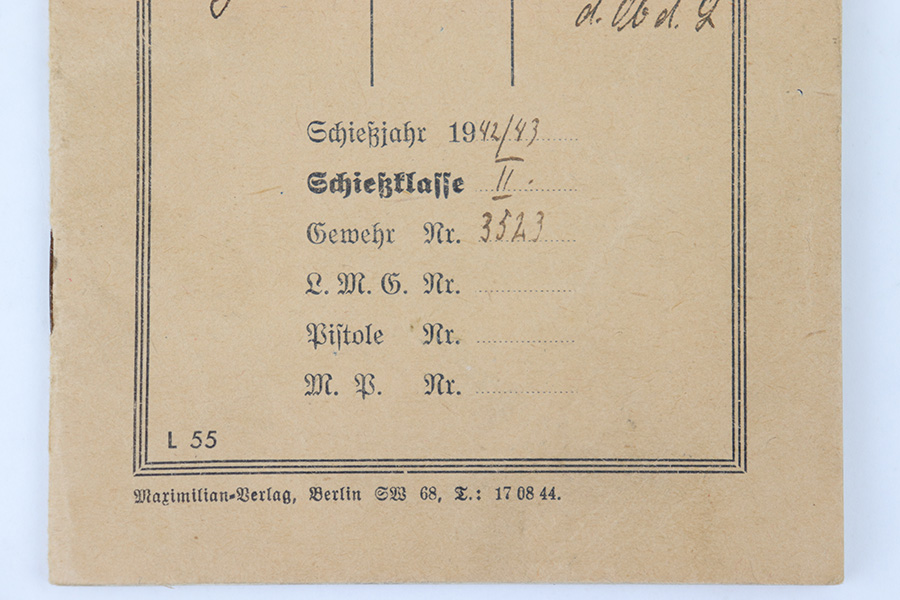 d. Ob d. L
Schießjahr 1942/43
Schießklasse II.
Gewehr Nr. 3523
L. M. G. Nr.
Pistole Nr.
M. P. Nr.
L 55
Maximilian-Verlag, Berlin SW 68, T.: 17 08 44.